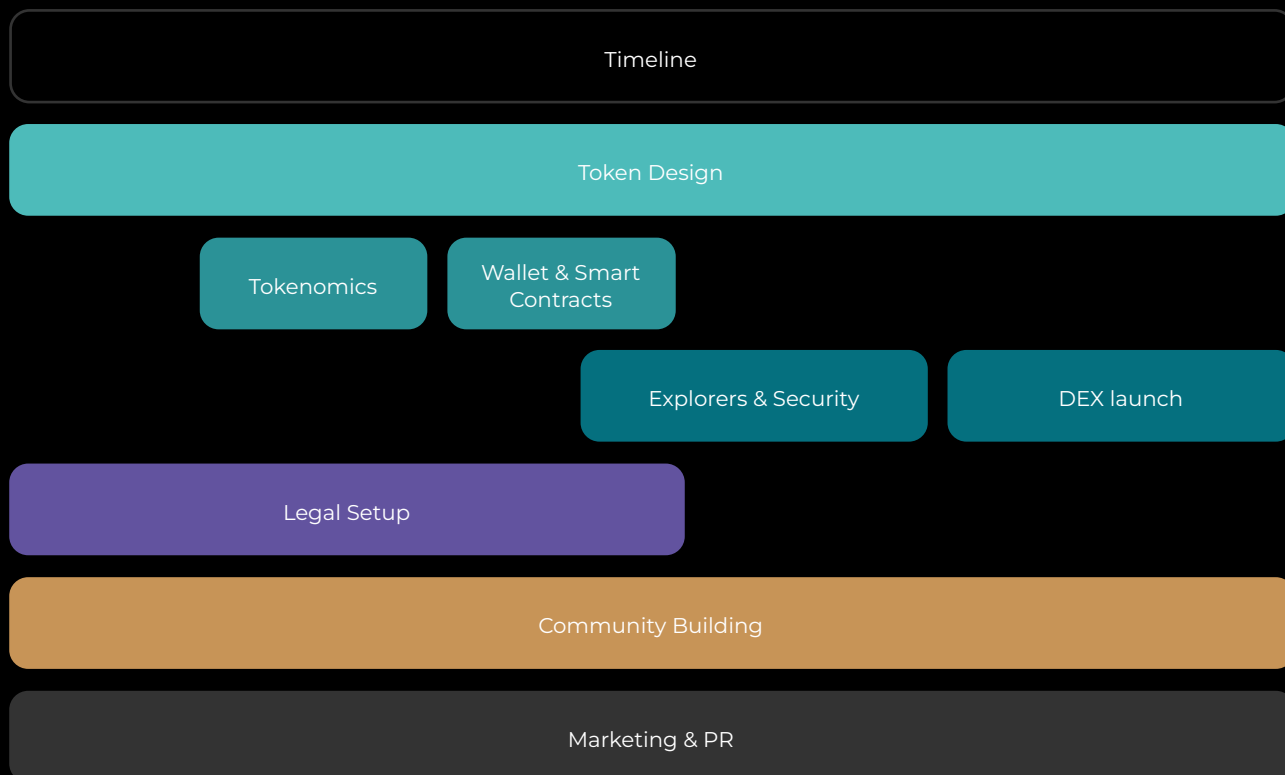 Timeline
Token Design
Tokenomics
Wallet & Smart
Contracts
Explorers & Security
DEX launch
Legal Setup
Community Building
Marketing & PR